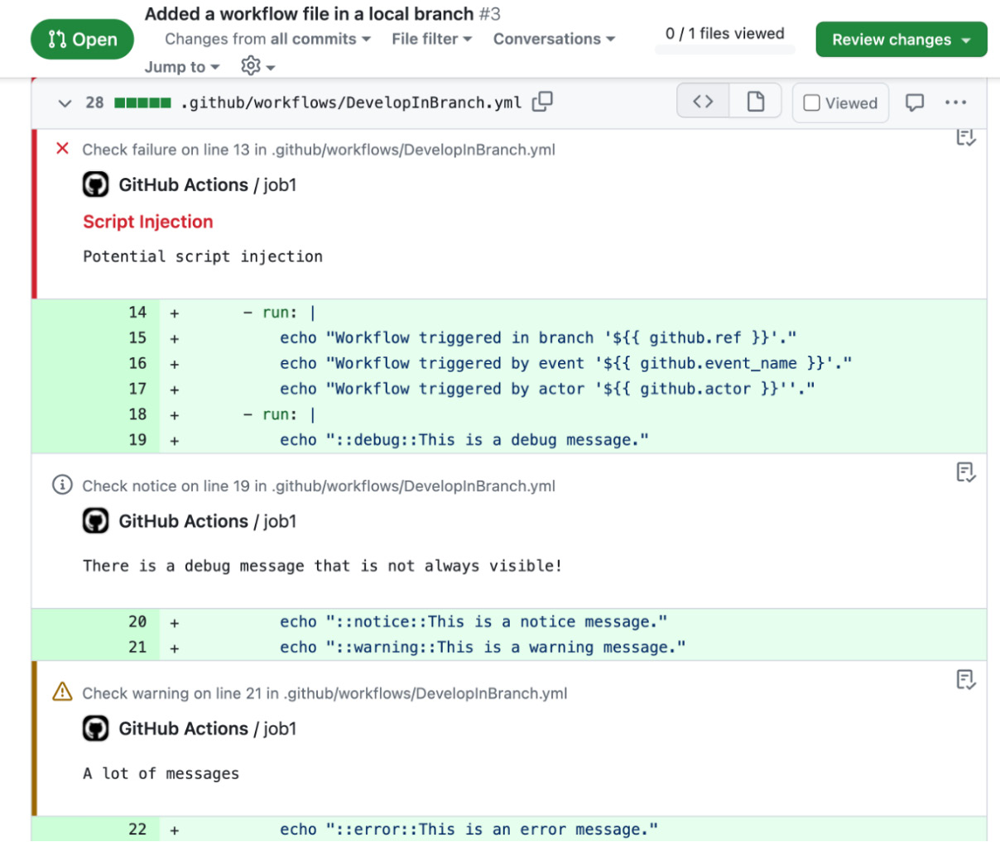 Added a workflow file in a local branch #3
Open
Changes from all commits File filter Conversations
0 / 1 files viewed
Review changes
Jump to
28 .github/workflows/DevelopInBranch.yml
<> Viewed
Check failure on line 13 in .github/workflows/DevelopInBranch.yml
GitHub Actions / job1
Script Injection
Potential script injection
14 + - run: |
15 + echo "Workflow triggered in branch '${{ github.ref }}'."
16 + echo "Workflow triggered by event '${{ github.event_name }}'."
17 + echo "Workflow triggered by actor '${{ github.actor }}''."
18 + - run: |
19 + echo "::debug::This is a debug message."
Check notice on line 19 in .github/workflows/DevelopInBranch.yml
GitHub Actions / job1
There is a debug message that is not always visible!
20 + echo "::notice::This is a notice message."
21 + echo "::warning::This is a warning message."
Check warning on line 21 in .github/workflows/DevelopInBranch.yml
GitHub Actions / job1
A lot of messages
22 + echo "::error::This is an error message."